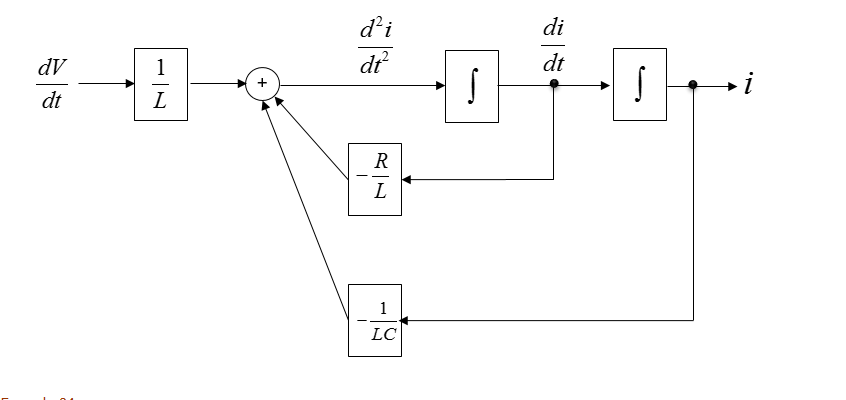 dV/dt
1/L
+
d²i/dt²
∫
di/dt
∫
i
−R/L
−1/LC